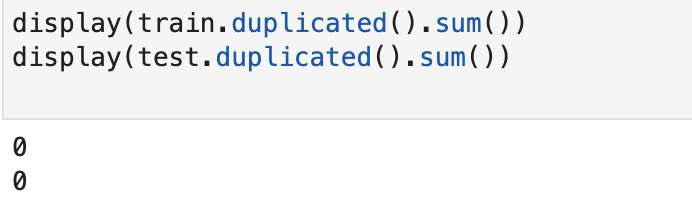 display(train.duplicated().sum())
display(test.duplicated().sum())
0
0